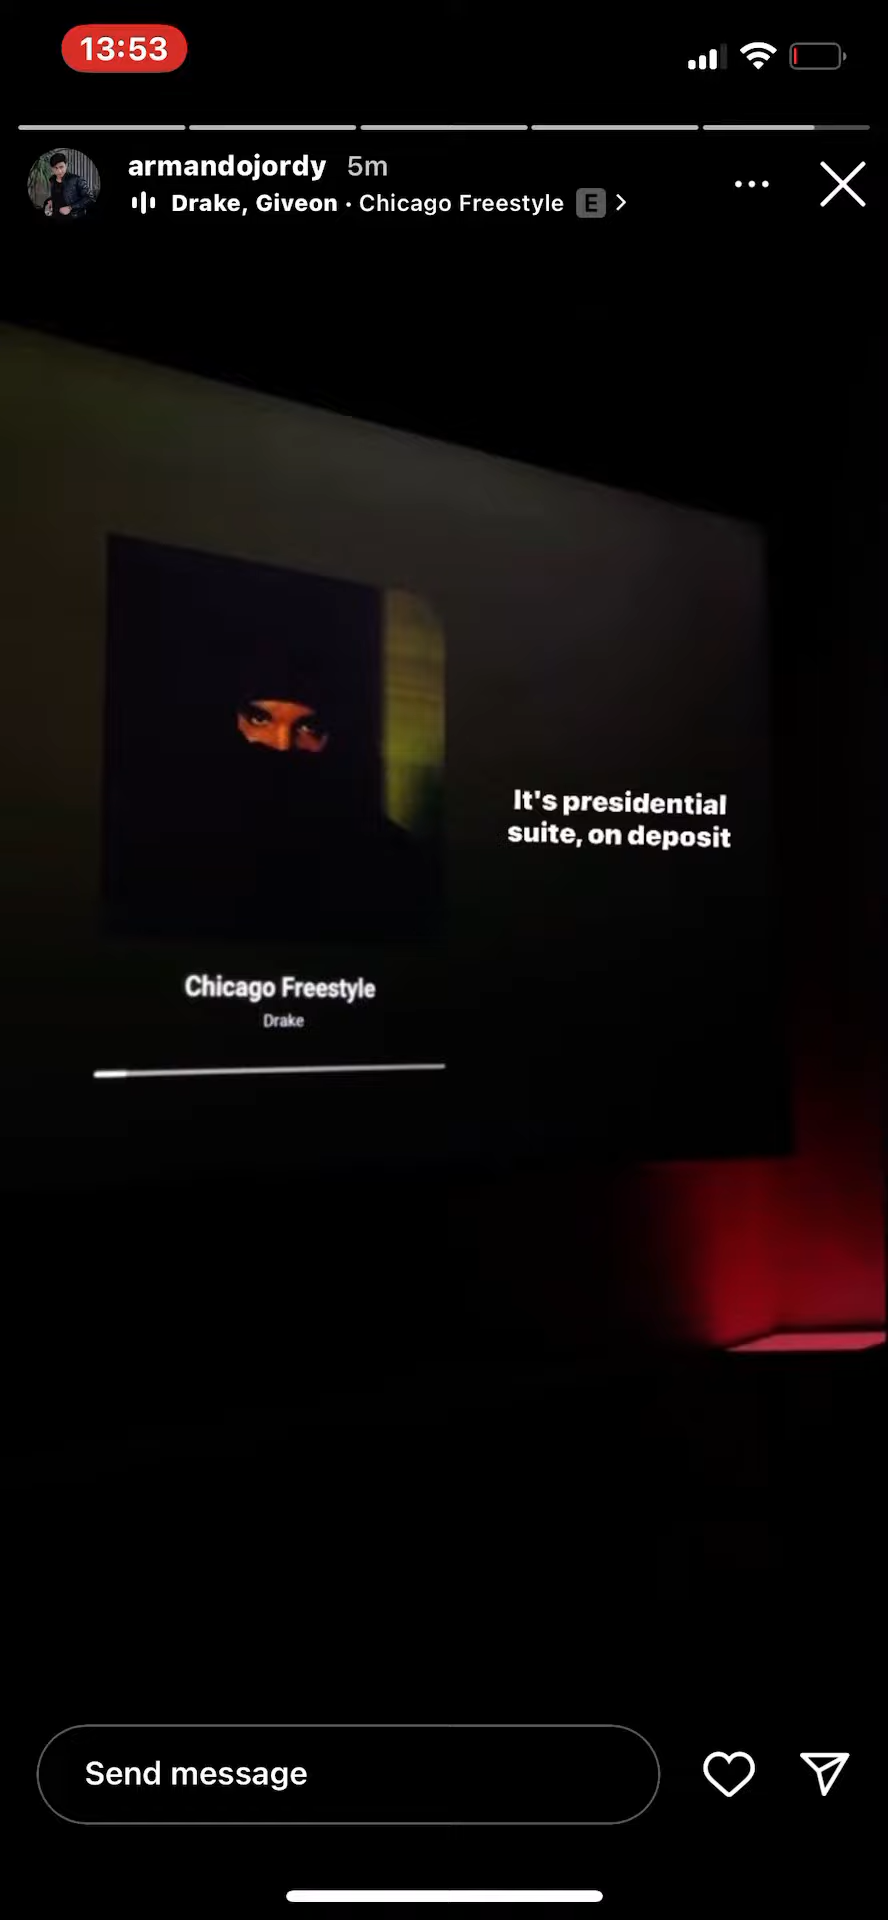 13:53
armandojordy 5m
Drake, Giveon • Chicago Freestyle E
It's presidential
suite, on deposit
Chicago Freestyle
Drake
Send message